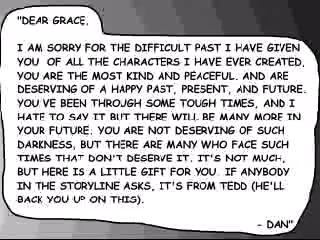 "DEAR GRACE,
I AM SORRY FOR THE DIFFICULT PAST I HAVE GIVEN
YOU OF ALL THE CHARACTERS I HAVE EVER CREATED,
YOU ARE THE MOST KIND AND PEACEFUL. AND ARE
DESERVING OF A HAPPY PAST, PRESENT, AND FUTURE.
YOU'VE BEEN THROUGH SOME TOUGH TIMES, AND I
HATE TO SAY IT BUT THERE WILL BE MANY MORE IN
YOUR FUTURE. YOU ARE NOT DESERVING OF SUCH
DARKNESS, BUT THERE ARE MANY WHO FACE SUCH
TIMES THAT DON'T DESERVE IT. IT'S NOT MUCH,
BUT HERE IS A LITTLE GIFT FOR YOU. IF ANYBODY
IN THE STORYLINE ASKS, IT'S FROM TEDD (HE'LL
BACK YOU UP ON THIS).
- DAN"